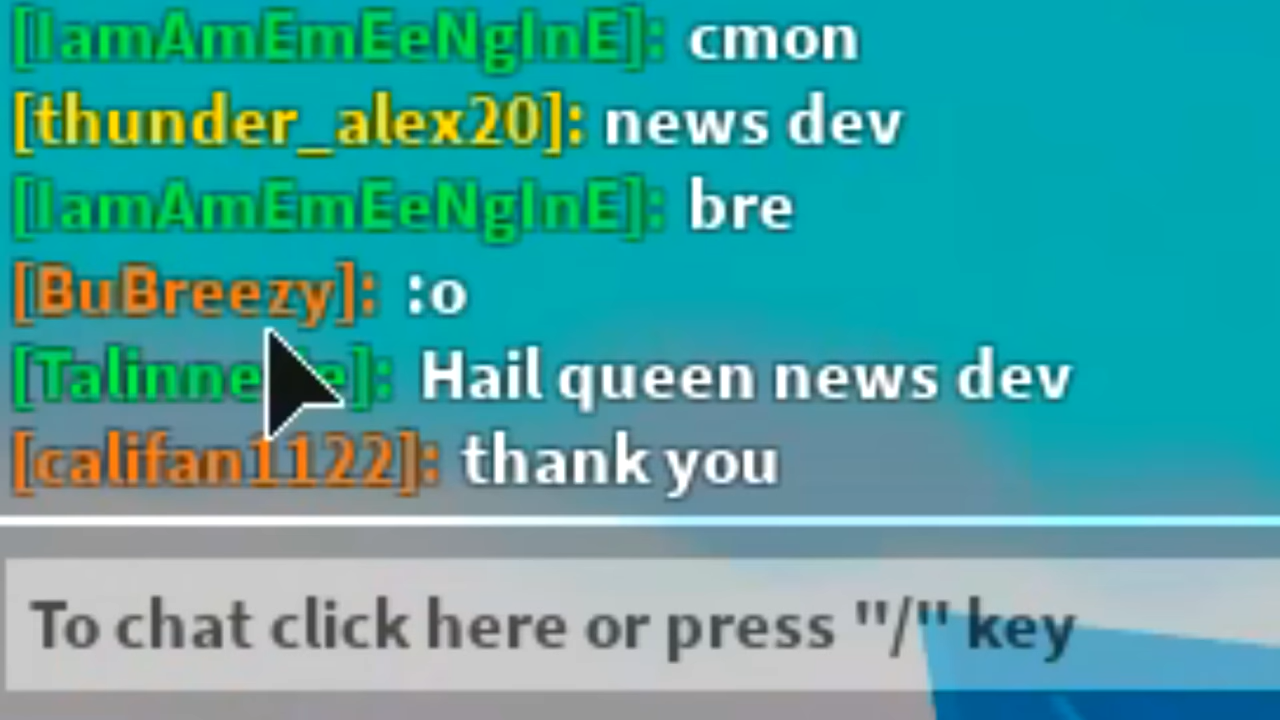 [IamAmEmEeNgInE]: cmon
[thunder_alex20]: news dev
[IamAmEmEeNgInE]: bre
[BuBreezy]: :o
Hail queen news dev
[califan1122]: thank you
To chat click here or press "/" key